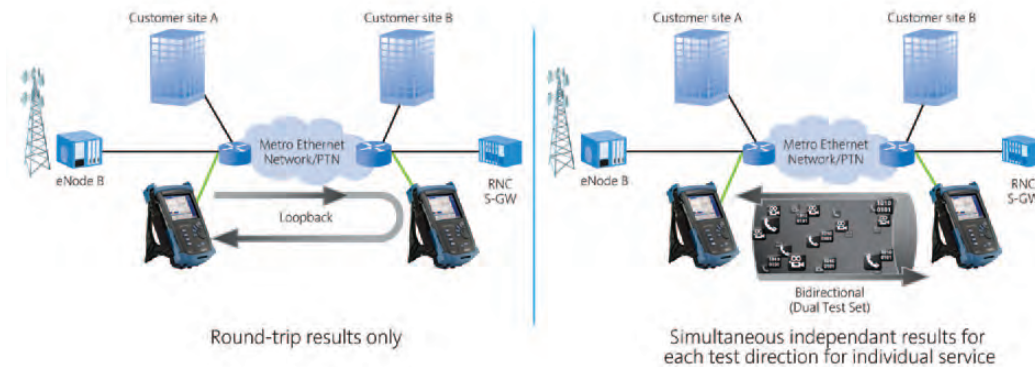 Customer site A
Customer site B
Metro Ethernet
Network/PTN
eNode B
RNC
S-GW
Loopback
Round-trip results only
Customer site A
Customer site B
Metro Ethernet
Network/PTN
eNode B
RNC
S-GW
Bidirectional
(Dual Test Set)
Simultaneous independant results for
each test direction for individual service